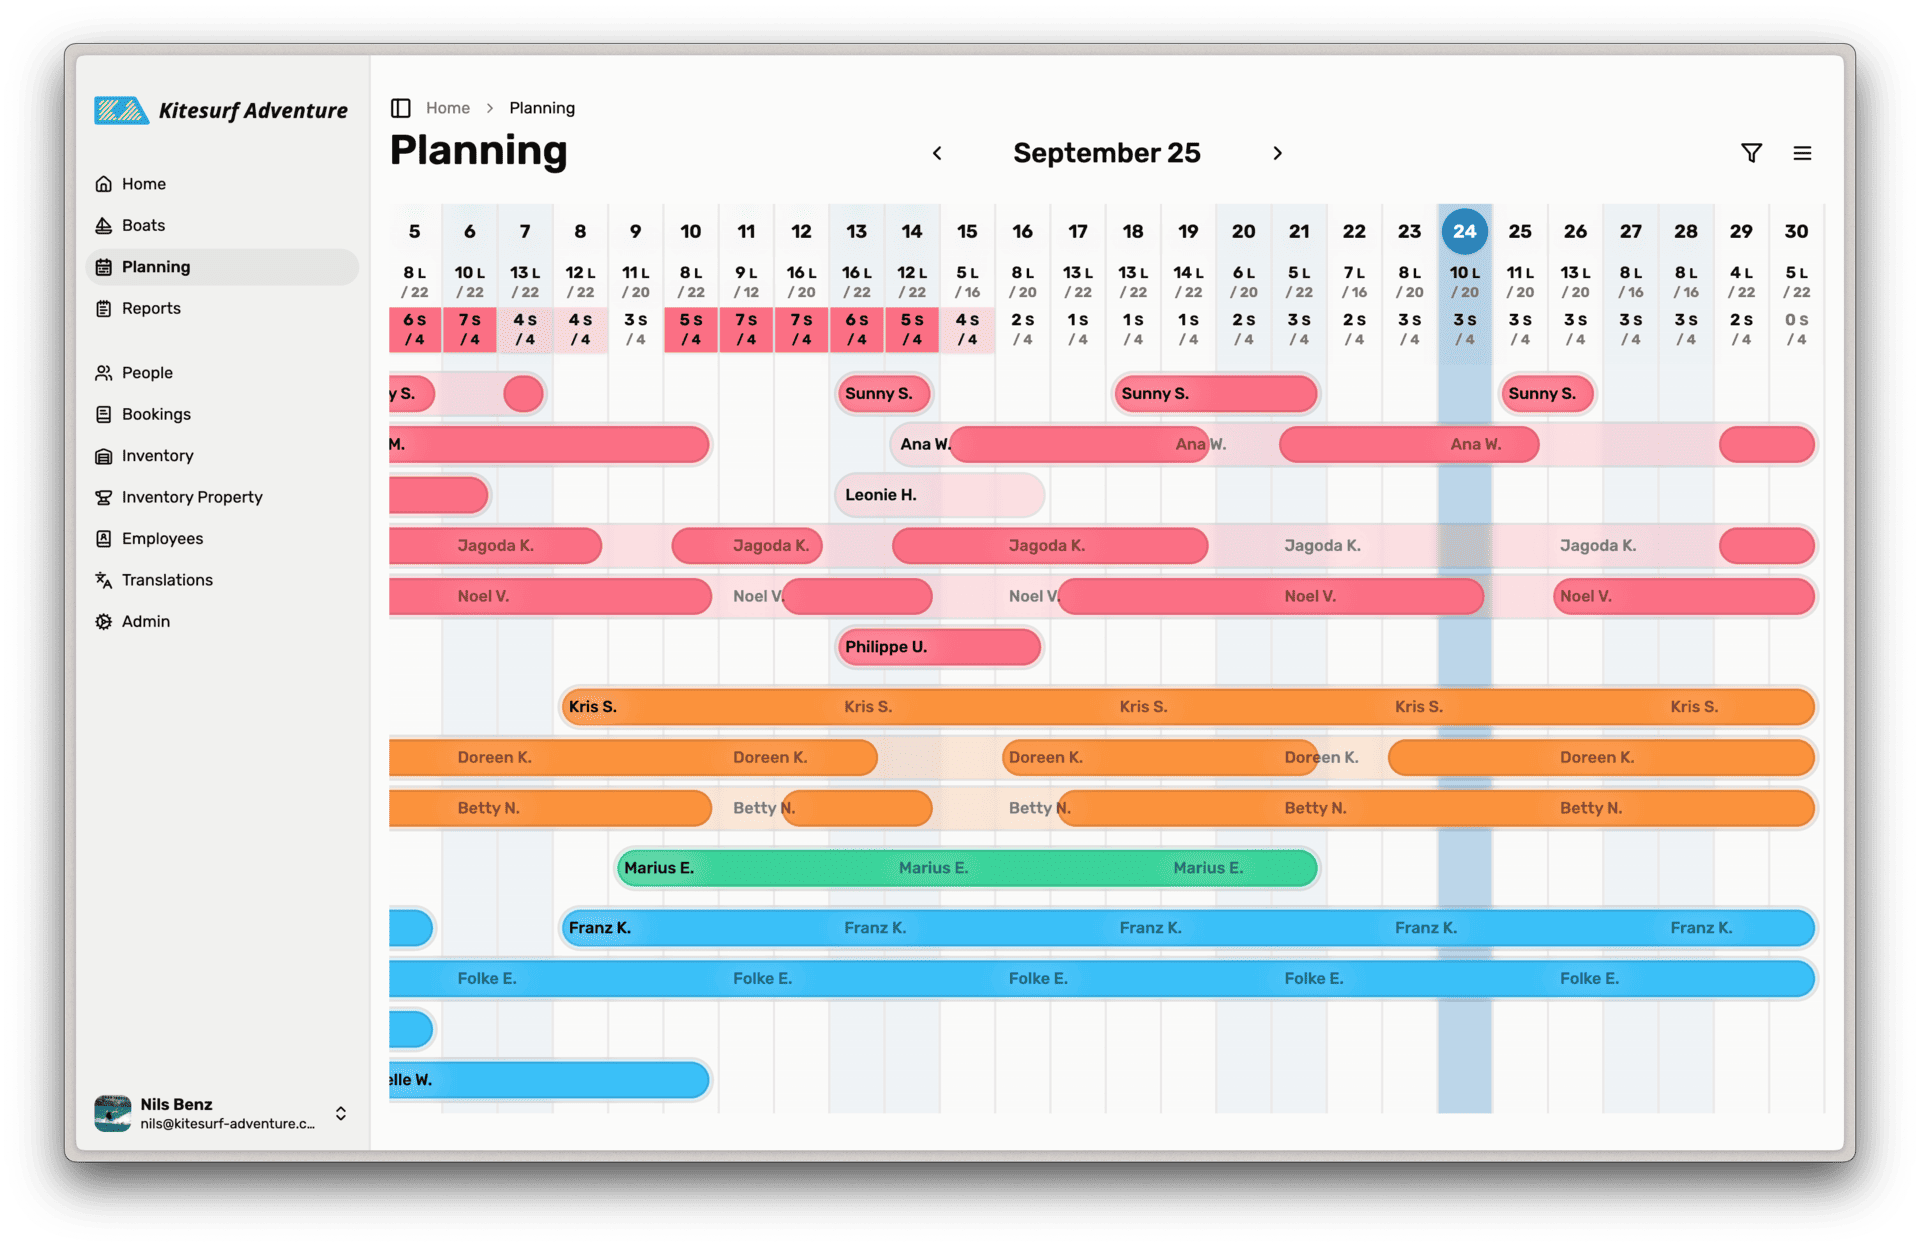 Kitesurf Adventure
Home
Boats
Planning
Reports
People
Bookings
Inventory
Inventory Property
Employees
Translations
Admin
Nils Benz
nils@kitesurf-adventure.c...
Home > Planning
Planning
September 25
5 6 7 8 9 10 11 12 13 14 15 16 17 18 19 20 21 22 23 24 25 26 27 28 29 30
8 L 10 L 13 L 12 L 11 L 8 L 9 L 16 L 16 L 12 L 5 L 8 L 13 L 13 L 14 L 6 L 5 L 7 L 8 L 10 L 11 L 13 L 8 L 8 L 4 L 5 L
/ 22 / 22 / 22 / 22 / 20 / 22 / 12 / 20 / 22 / 22 / 16 / 20 / 22 / 22 / 22 / 20 / 22 / 16 / 20 / 20 / 20 / 20 / 16 / 16 / 22 / 22
6 S 7 S 4 S 4 S 3 S 5 S 7 S 7 S 6 S 5 S 4 S 2 S 1 S 1 S 1 S 2 S 3 S 2 S 3 S 3 S 3 S 3 S 3 S 3 S 2 S 0 S
/ 4 / 4 / 4 / 4 / 4 / 4 / 4 / 4 / 4 / 4 / 4 / 4 / 4 / 4 / 4 / 4 / 4 / 4 / 4 / 4 / 4 / 4 / 4 / 4 / 4 / 4
y S. Sunny S. Sunny S. Sunny S.
M. Ana W. Ana W. Ana W.
Leonie H.
Jagoda K. Jagoda K. Jagoda K. Jagoda K. Jagoda K.
Noel V. Noel V. Noel V. Noel V. Noel V.
Philippe U.
Kris S. Kris S. Kris S. Kris S. Kris S.
Doreen K. Doreen K. Doreen K. Doreen K. Doreen K.
Betty N. Betty N. Betty N. Betty N. Betty N.
Marius E. Marius E. Marius E.
Franz K. Franz K. Franz K. Franz K. Franz K.
Folke E. Folke E. Folke E. Folke E. Folke E.
elle W.